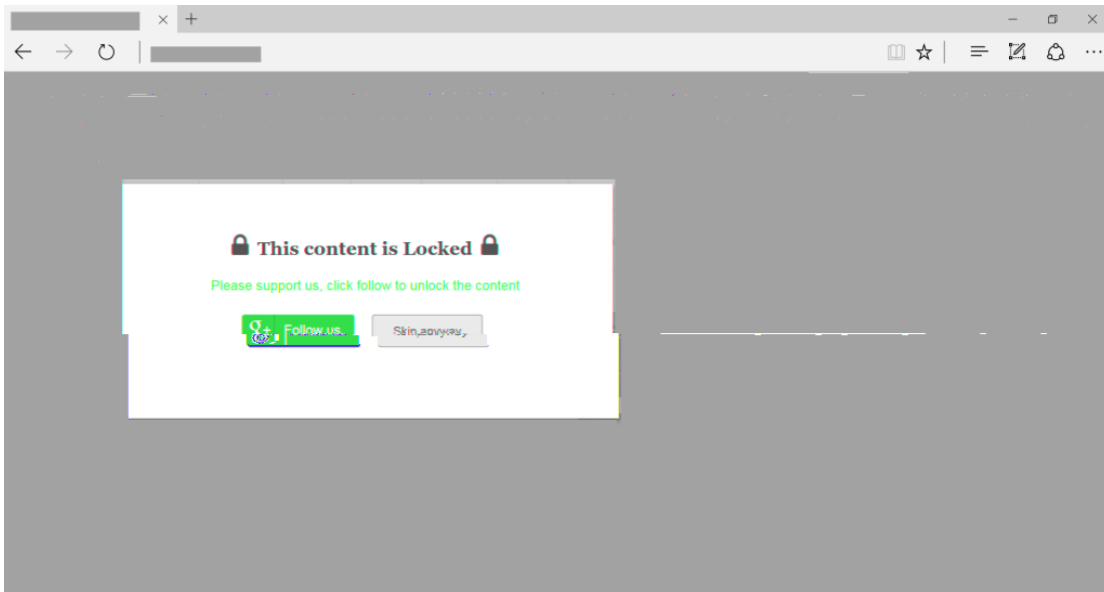 This content is Locked
Please support us, click follow to unlock the content
g+ Follow us